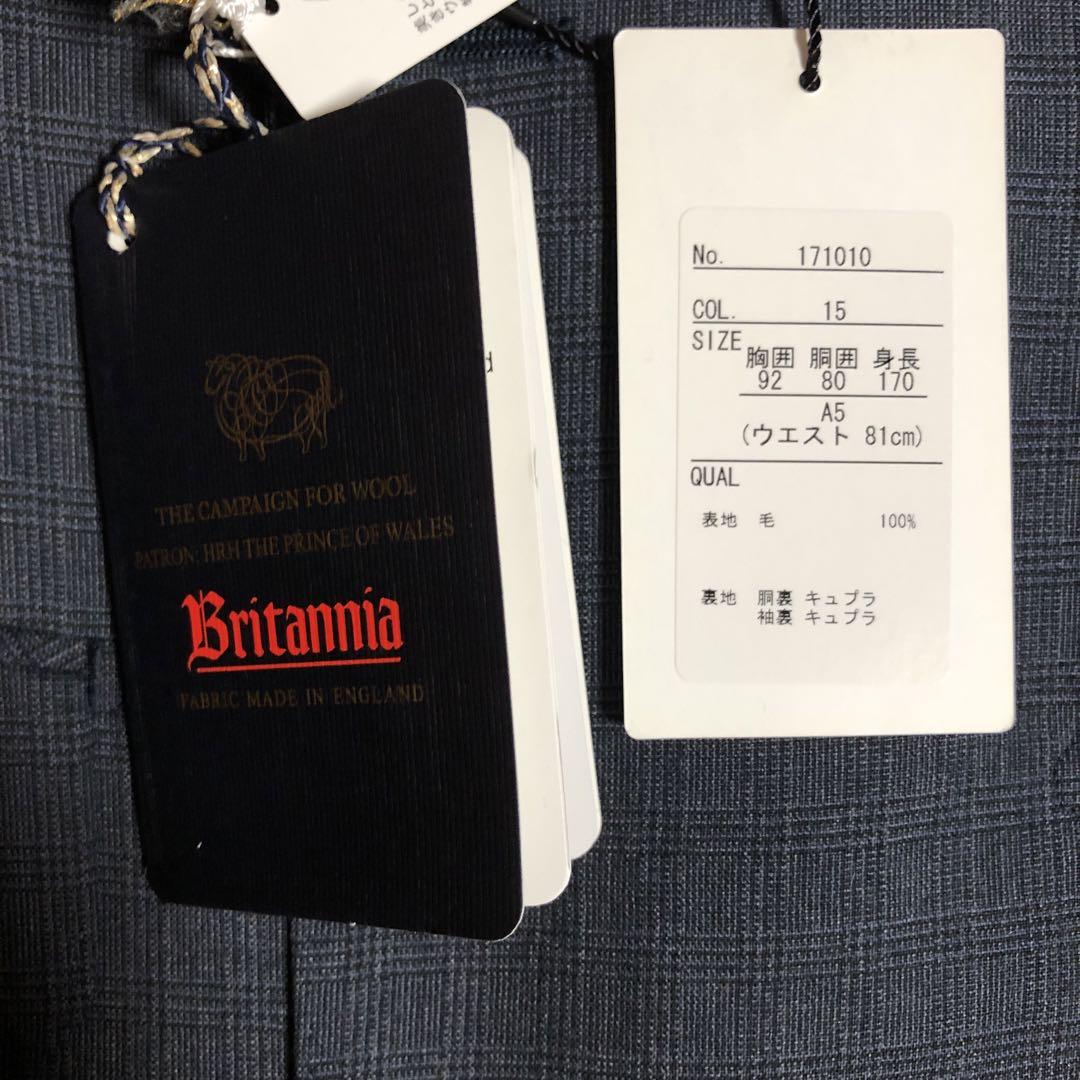 THE CAMPAIGN FOR WOOL
PATRON: HRH THE PRINCE OF WALES
Britannia
FABRIC MADE IN ENGLAND
d
No. 171010
COL. 15
SIZE
胸囲 胴囲 身長
92 80 170
A5
(ウエスト 81cm)
QUAL
表地 毛 100%
裏地 胴裏 キュプラ
袖裏 キュプラ